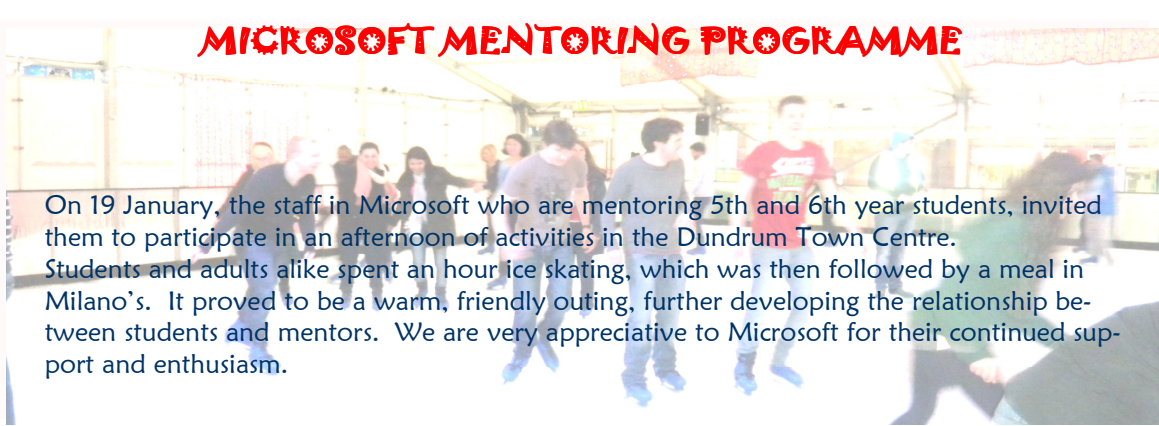 MICROSOFT MENTORING PROGRAMME
On 19 January, the staff in Microsoft who are mentoring 5th and 6th year students, invited
them to participate in an afternoon of activities in the Dundrum Town Centre.
Students and adults alike spent an hour ice skating, which was then followed by a meal in
Milano's.  It proved to be a warm, friendly outing, further developing the relationship be-
tween students and mentors.  We are very appreciative to Microsoft for their continued sup-
port and enthusiasm.